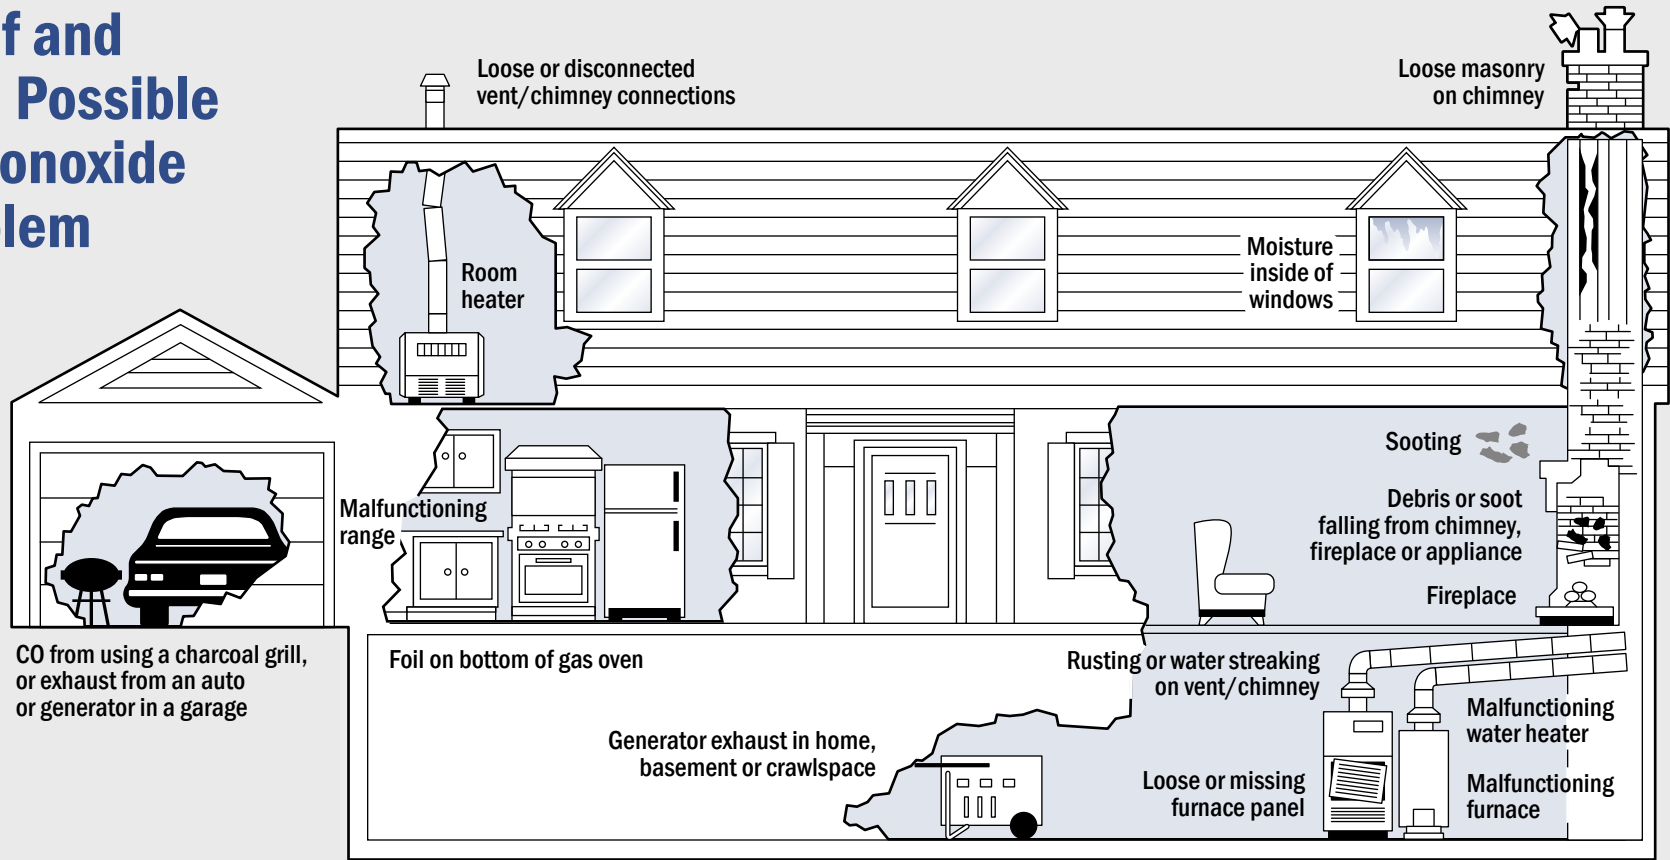 f and
Possible
onoxide
lem
Loose or disconnected
vent/chimney connections
Loose masonry
on chimney
Room
heater
Moisture
inside of
windows
Malfunctioning
range
Sooting
Debris or soot
falling from chimney,
fireplace or appliance
Fireplace
CO from using a charcoal grill,
or exhaust from an auto
or generator in a garage
Foil on bottom of gas oven
Rusting or water streaking
on vent/chimney
Generator exhaust in home,
basement or crawlspace
Loose or missing
furnace panel
Malfunctioning
water heater
Malfunctioning
furnace